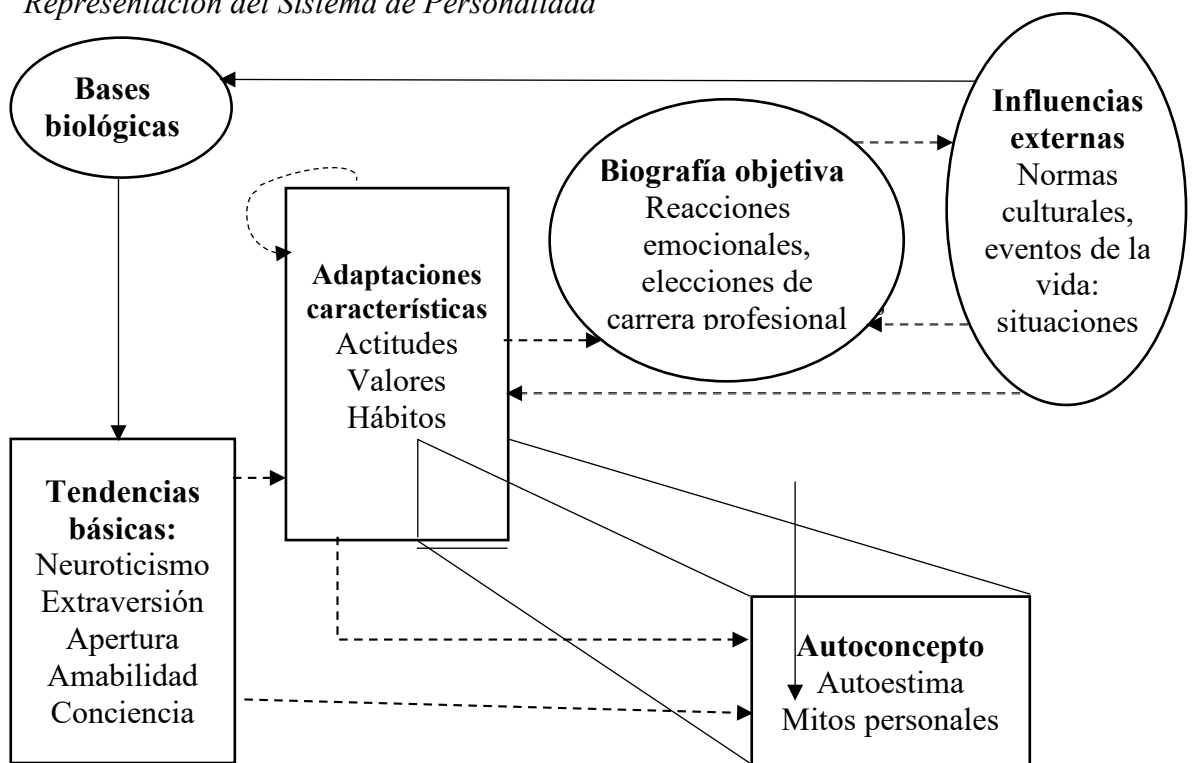 Representación del Sistema de Personalidad
Bases
biológicas
Influencias
externas
Normas
culturales,
eventos de la
vida:
situaciones
Biografía objetiva
Reacciones
emocionales,
elecciones de
carrera profesional
Adaptaciones
características
Actitudes
Valores
Hábitos
Tendencias
básicas:
Neuroticismo
Extraversión
Apertura
Amabilidad
Conciencia
Autoconcepto
Autoestima
Mitos personales